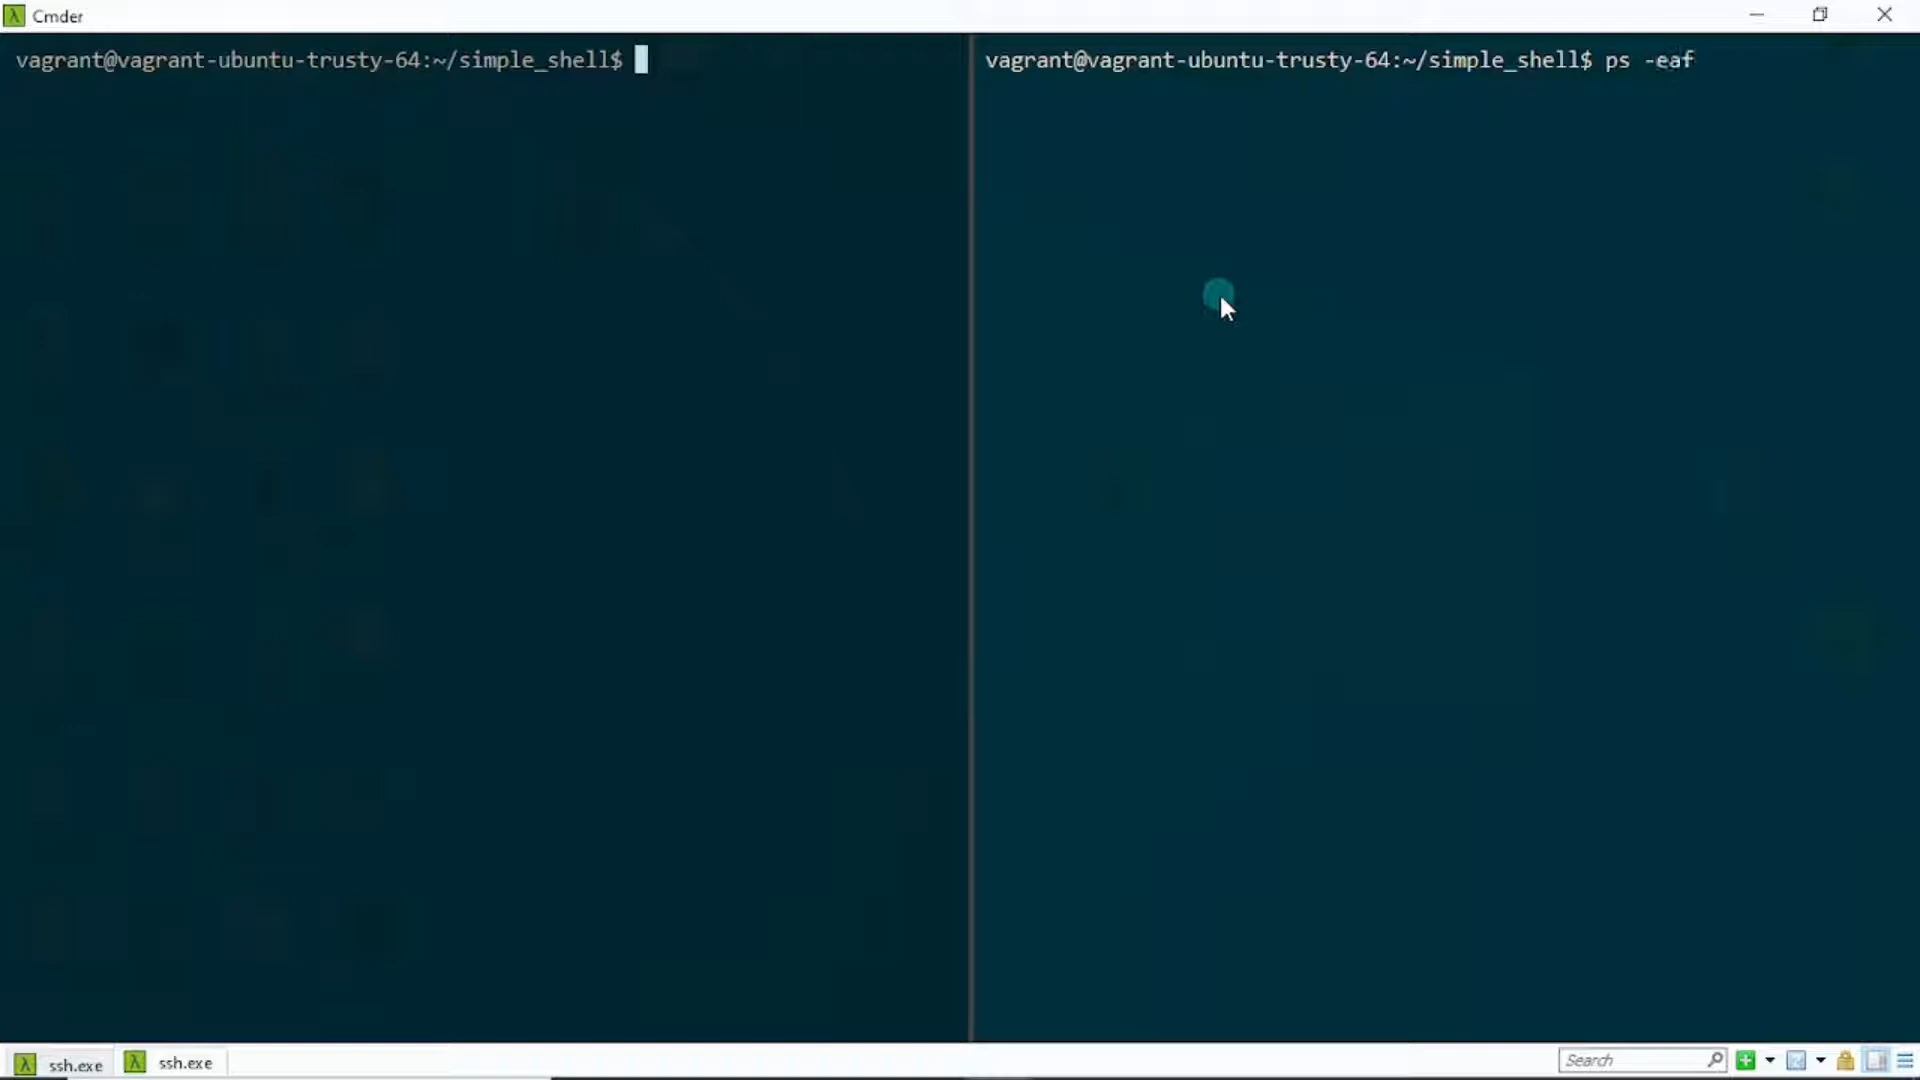 Cmder
vagrant@vagrant-ubuntu-trusty-64:~/simple_shell$
vagrant@vagrant-ubuntu-trusty-64:~/simple_shell$ ps -eaf
ssh.exe
ssh.exe
Search